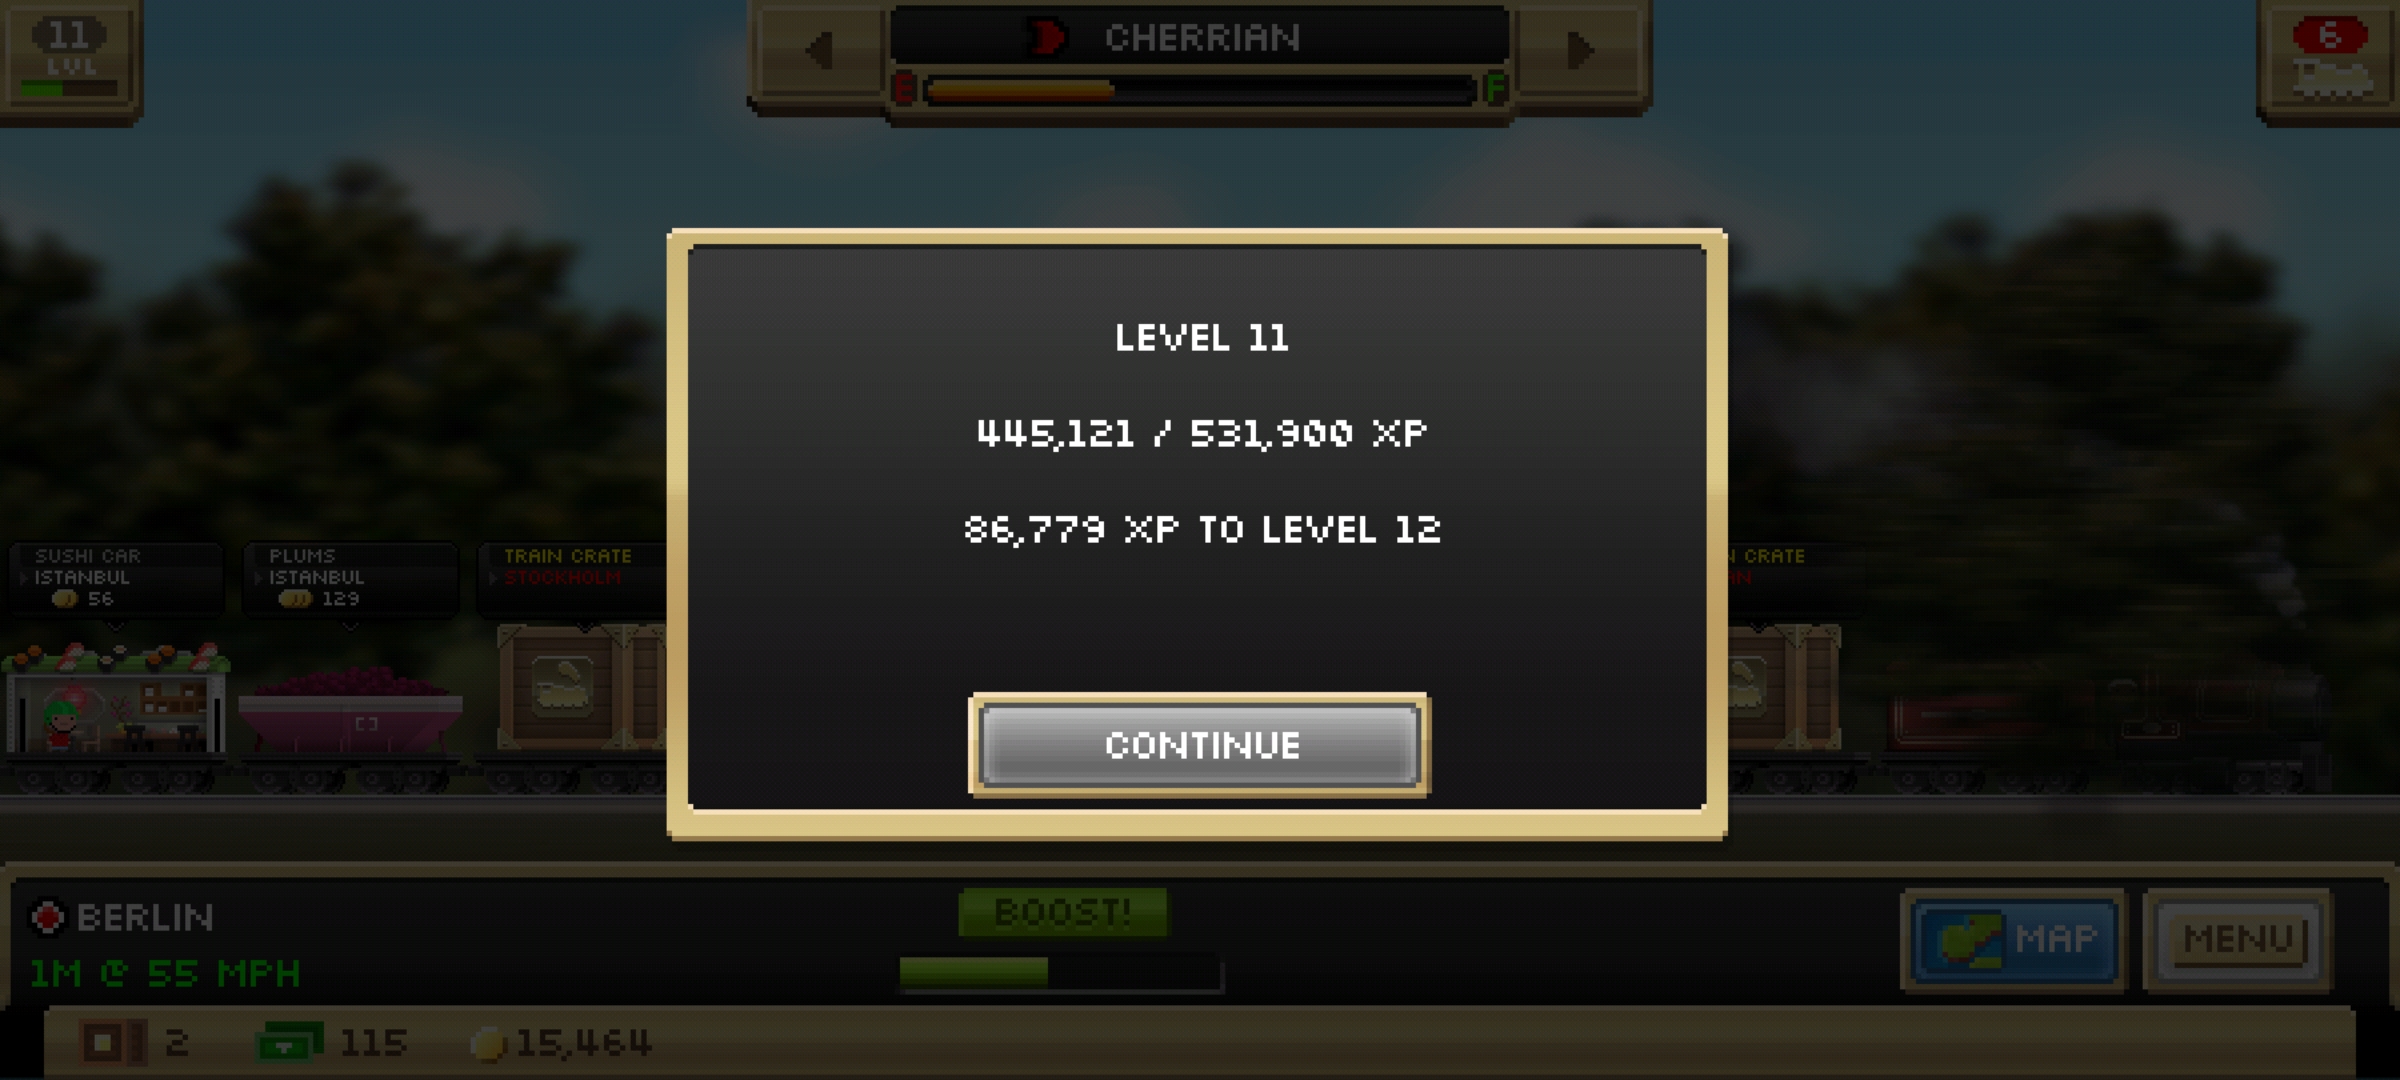 11
LVL
CHERRIAN
E
F
6
LEVEL 11
445,121 / 531,900 XP
86,779 XP TO LEVEL 12
CONTINUE
SUSHI CAR
ISTANBUL
56
PLUMS
ISTANBUL
129
TRAIN CRATE
STOCKHOLM
N CRATE
AN
BERLIN
1M @ 55 MPH
BOOST!
MAP
MENU
2
115
15,464